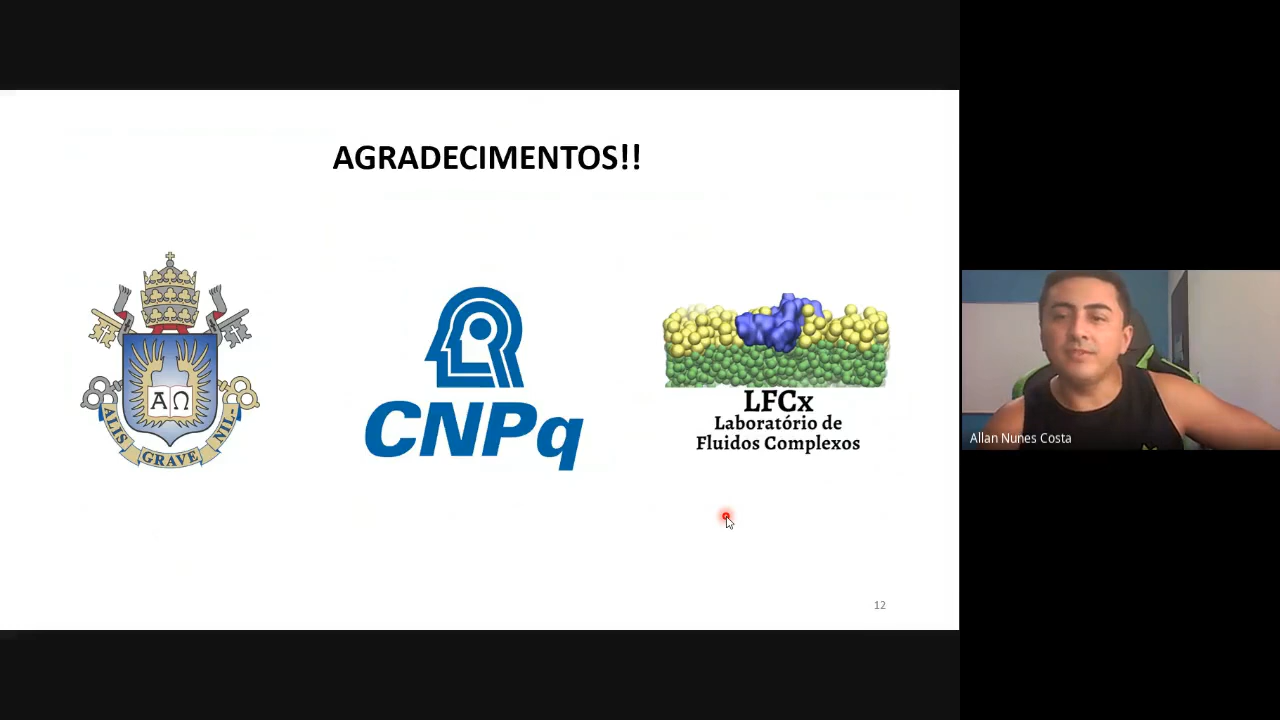 AGRADECIMENTOS!!
Α Ω
ALIS
GRAVE
NIL
CNPq
LFCx
Laboratório de
Fluidos Complexos
12
Allan Nunes Costa